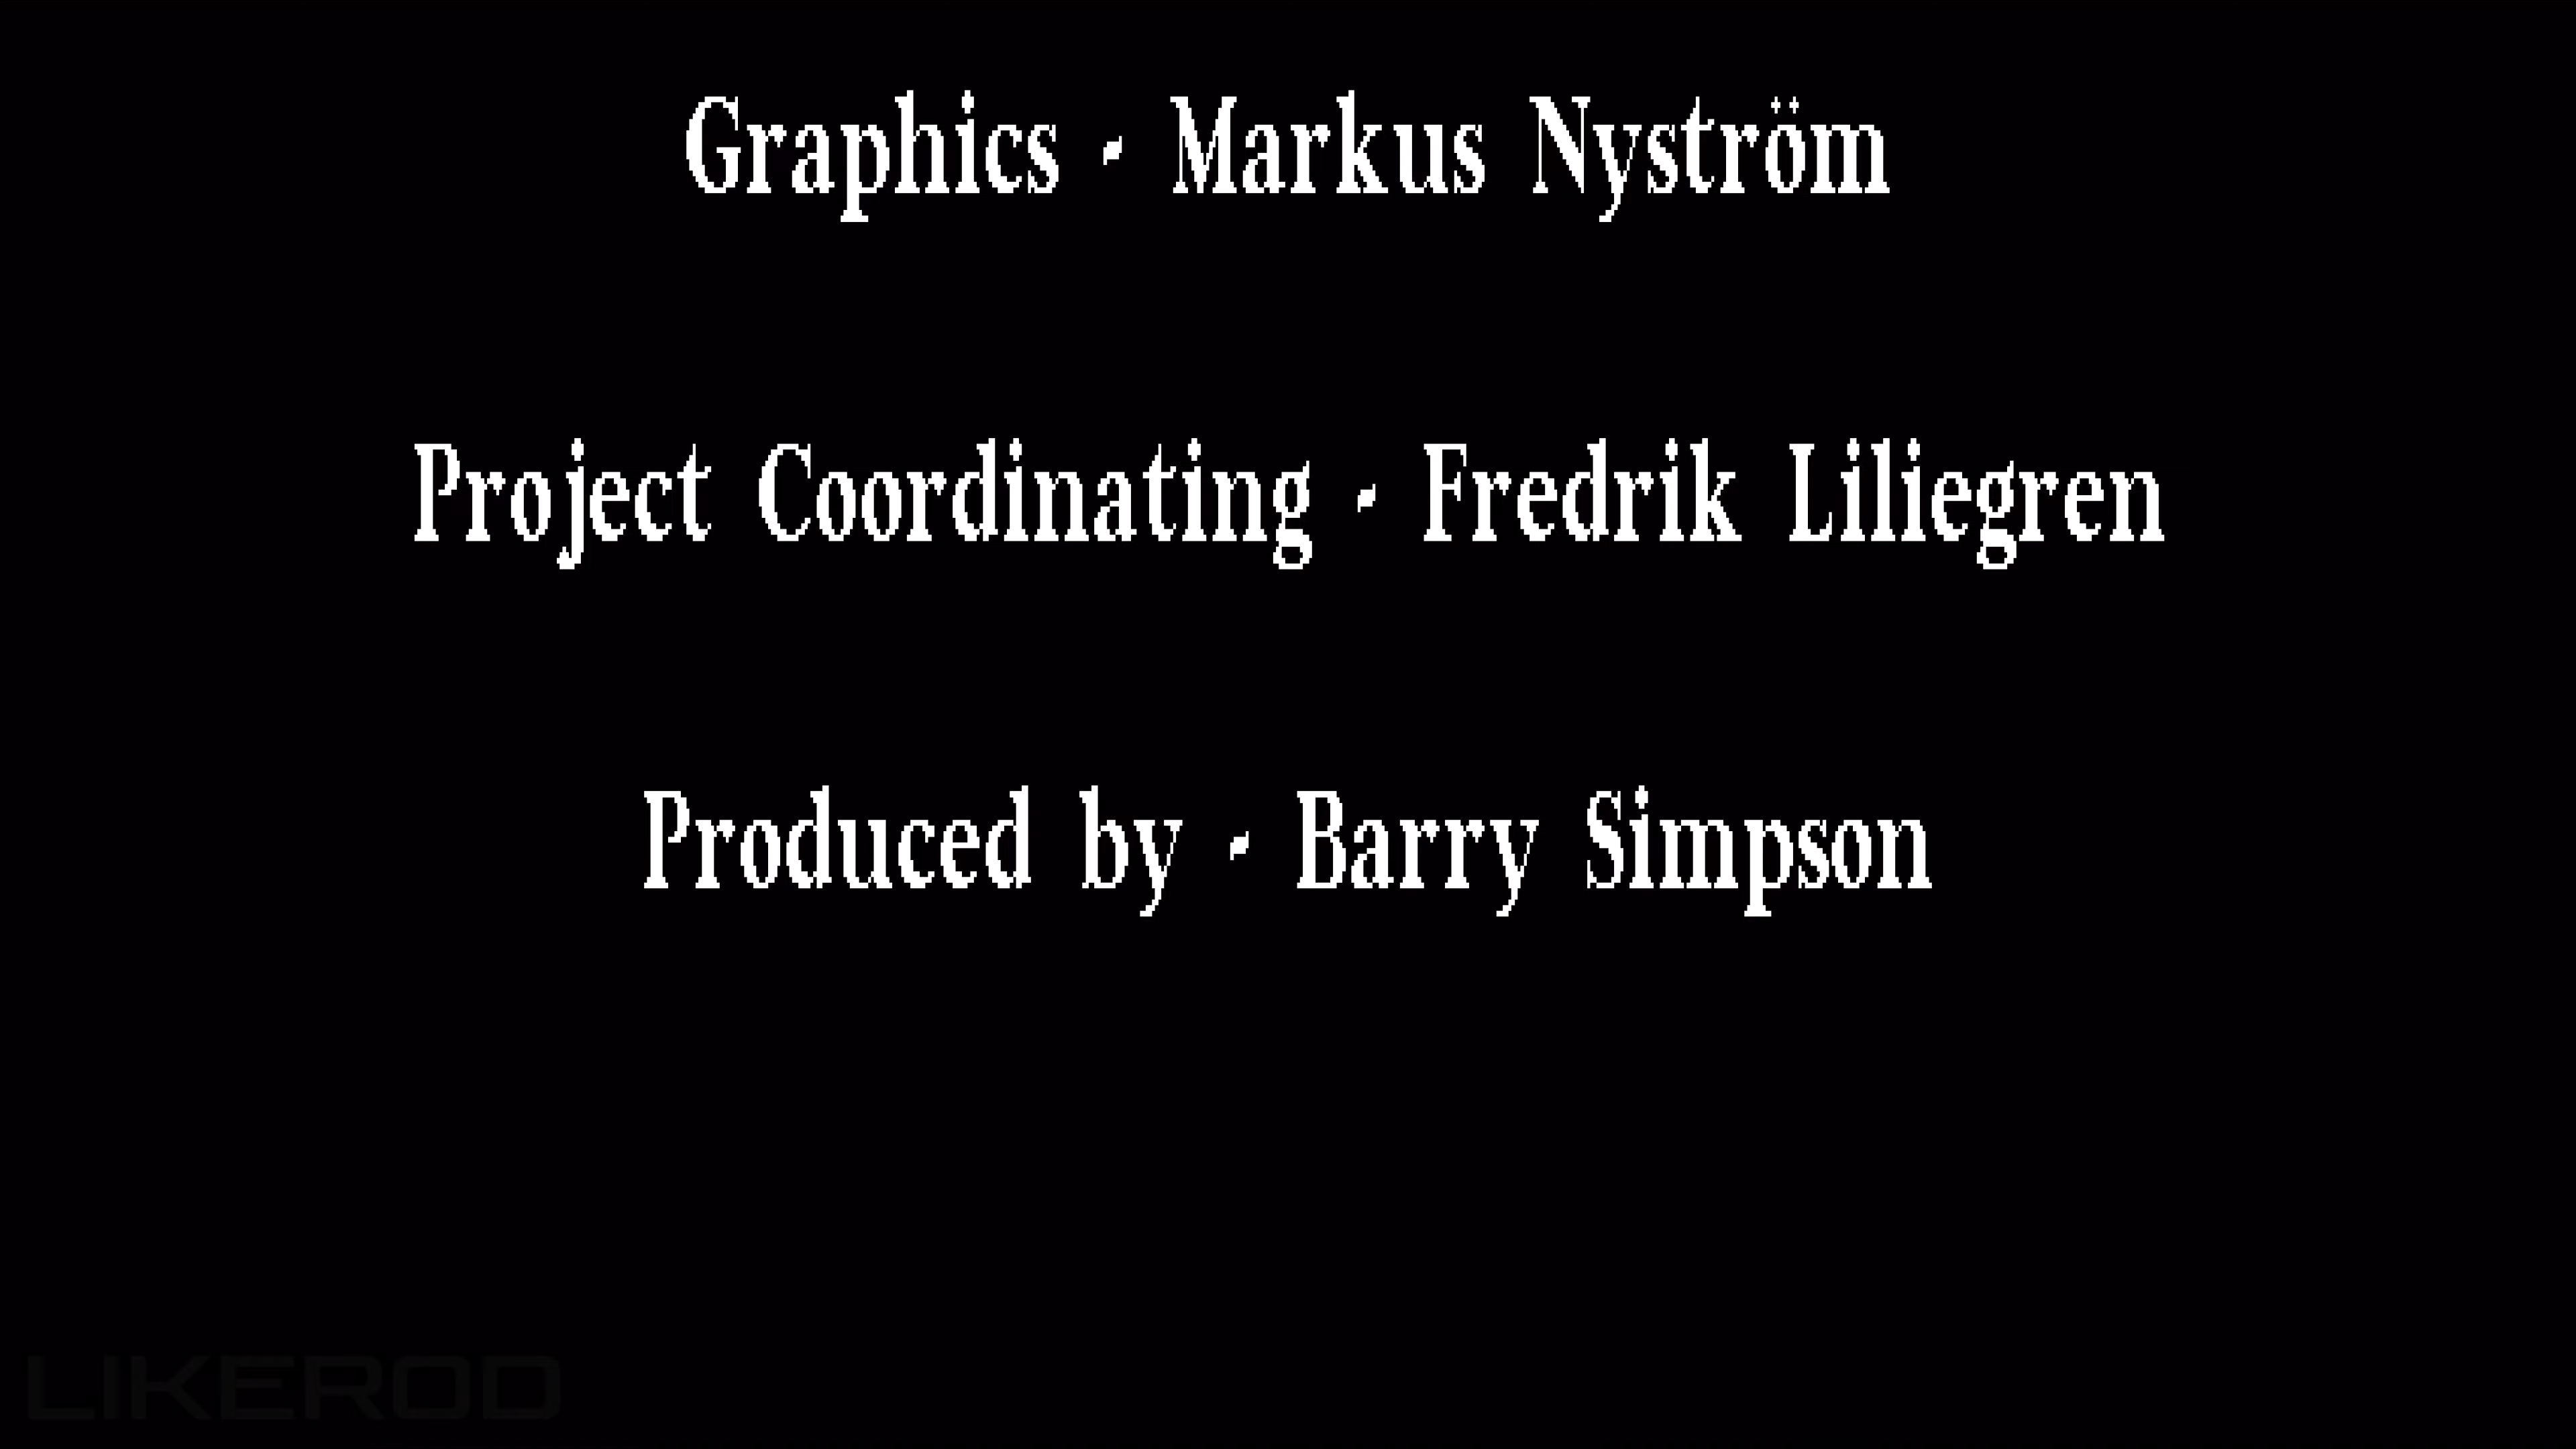 Graphics - Markus Nyström
Project Coordinating - Fredrik Liliegren
Produced by - Barry Simpson
LIKEROD